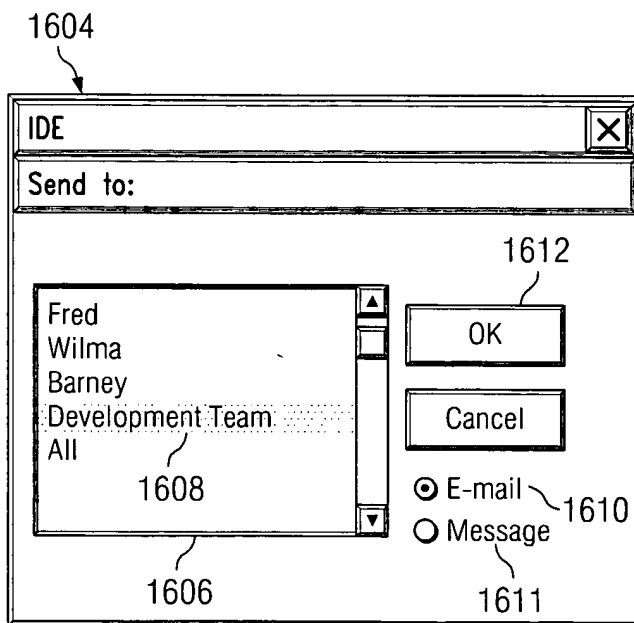 1604
IDE
Send to:
1612
Fred
Wilma
Barney
Development Team
All
1608
OK
Cancel
E-mail
1610
Message
1606
1611